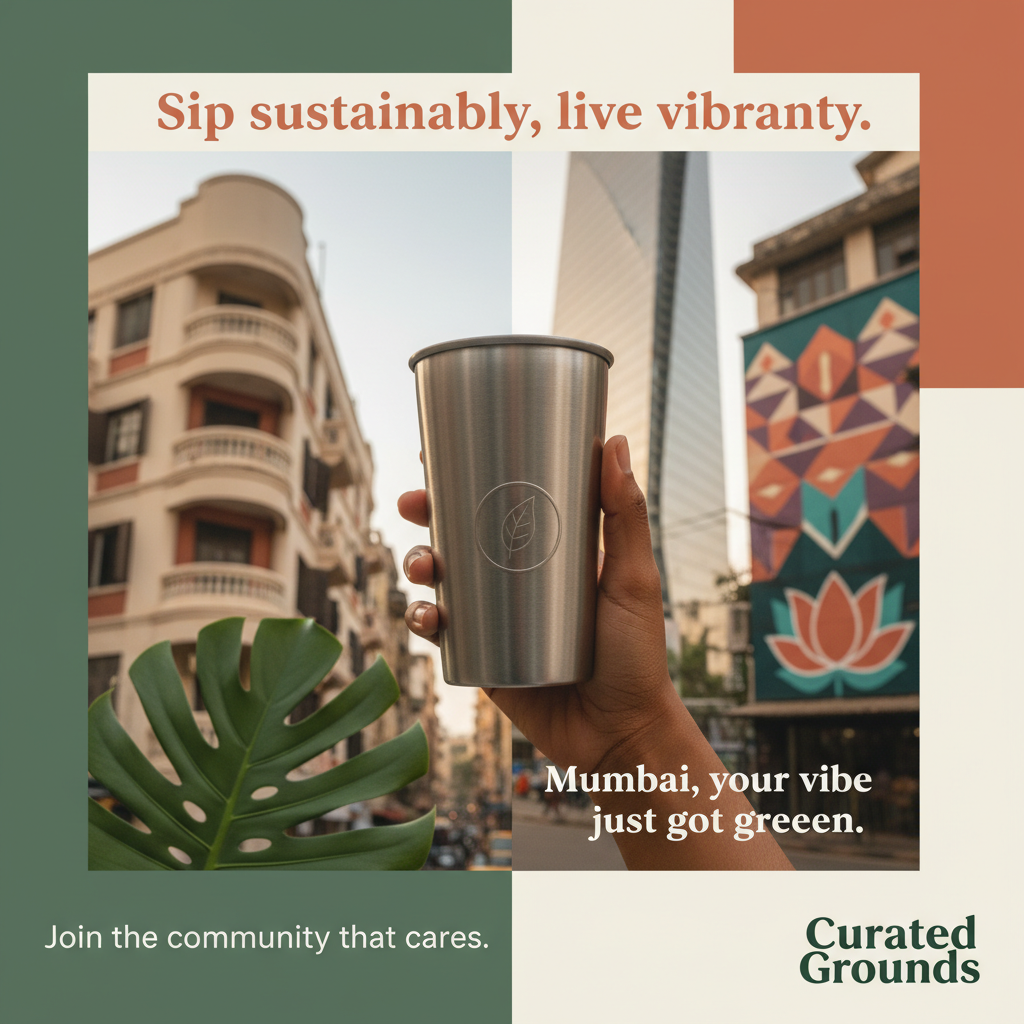 Sip sustainably, live vibranty.
Mumbai, your vibe
just got greeen.
Join the community that cares.
Curated
Grounds